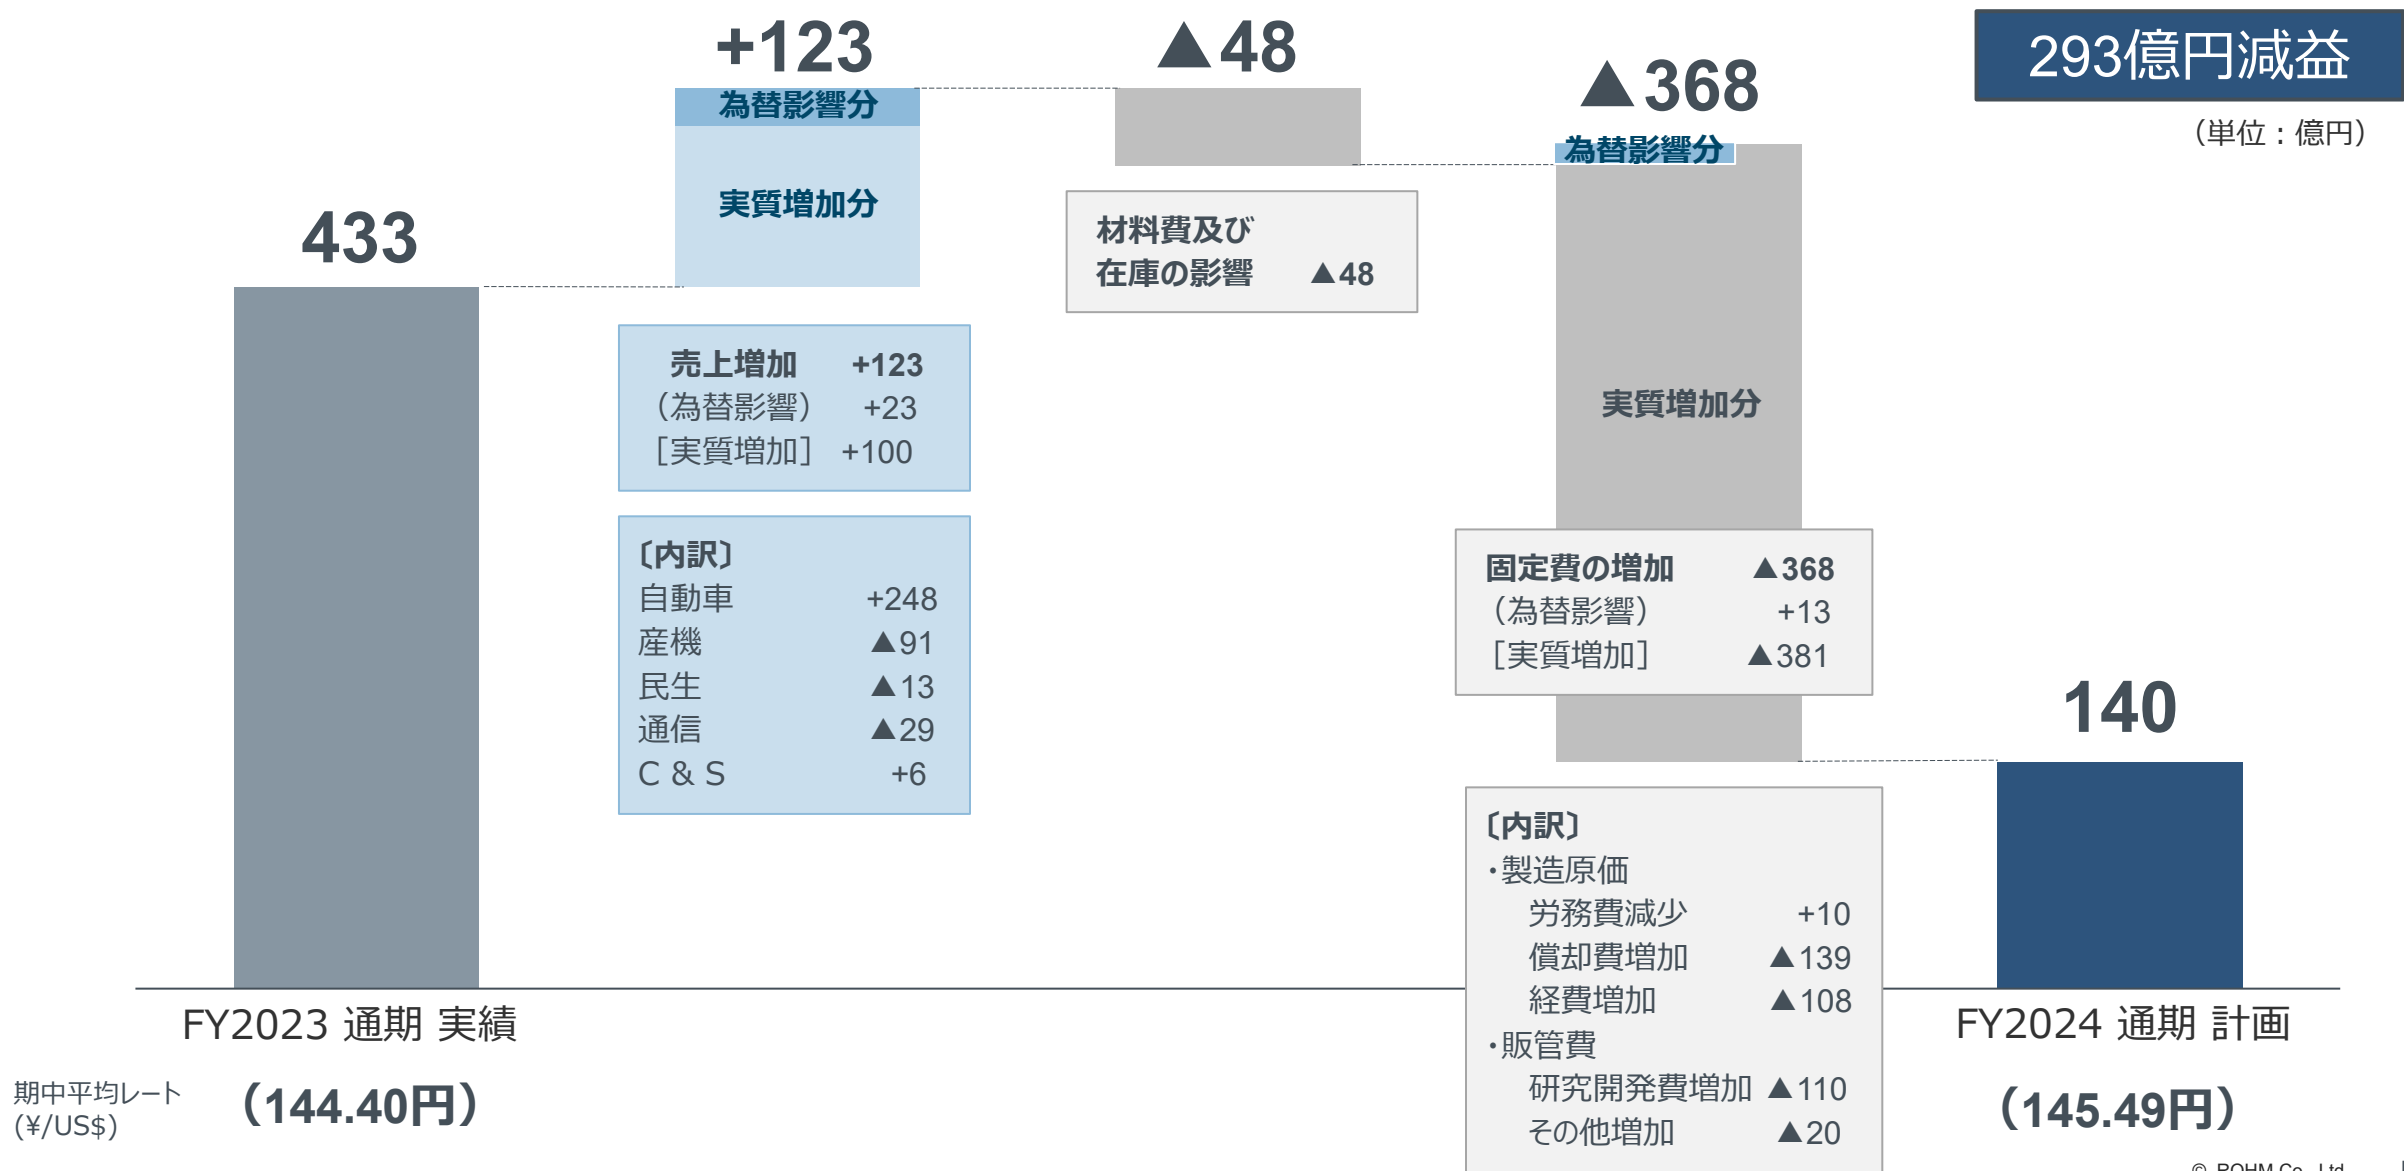 +123
▲48
▲368
293億円減益
（単位：億円）
433
為替影響分
実質増加分
為替影響分
実質増加分
材料費及び
在庫の影響 ▲48
売上増加 +123
（為替影響） +23
［実質増加］ +100
〔内訳〕
自動車 +248
産機 ▲91
民生 ▲13
通信 ▲29
C & S +6
固定費の増加 ▲368
（為替影響） +13
［実質増加］ ▲381
〔内訳〕
・製造原価
労務費減少 +10
償却費増加 ▲139
経費増加 ▲108
・販管費
研究開発費増加 ▲110
その他増加 ▲20
140
FY2023 通期 実績
FY2024 通期 計画
期中平均レート
(¥/US$)
（144.40円）
（145.49円）
© ROHM Co., Ltd.